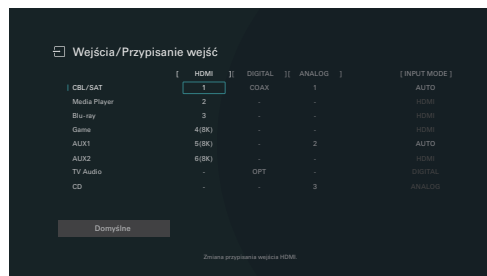 Wejścia/Przypisanie wejść
[ HDMI ][ DIGITAL ][ ANALOG ] [ INPUT MODE ]
CBL/SAT 1 COAX 1 AUTO
Media Player 2 - - HDMI
Blu-ray 3 - - HDMI
Game 4(8K) - - HDMI
AUX1 5(8K) - 2 AUTO
AUX2 6(8K) - - HDMI
TV Audio - OPT - DIGITAL
CD - - 3 ANALOG
Domyślne
Zmiana przypisania wejścia HDMI.